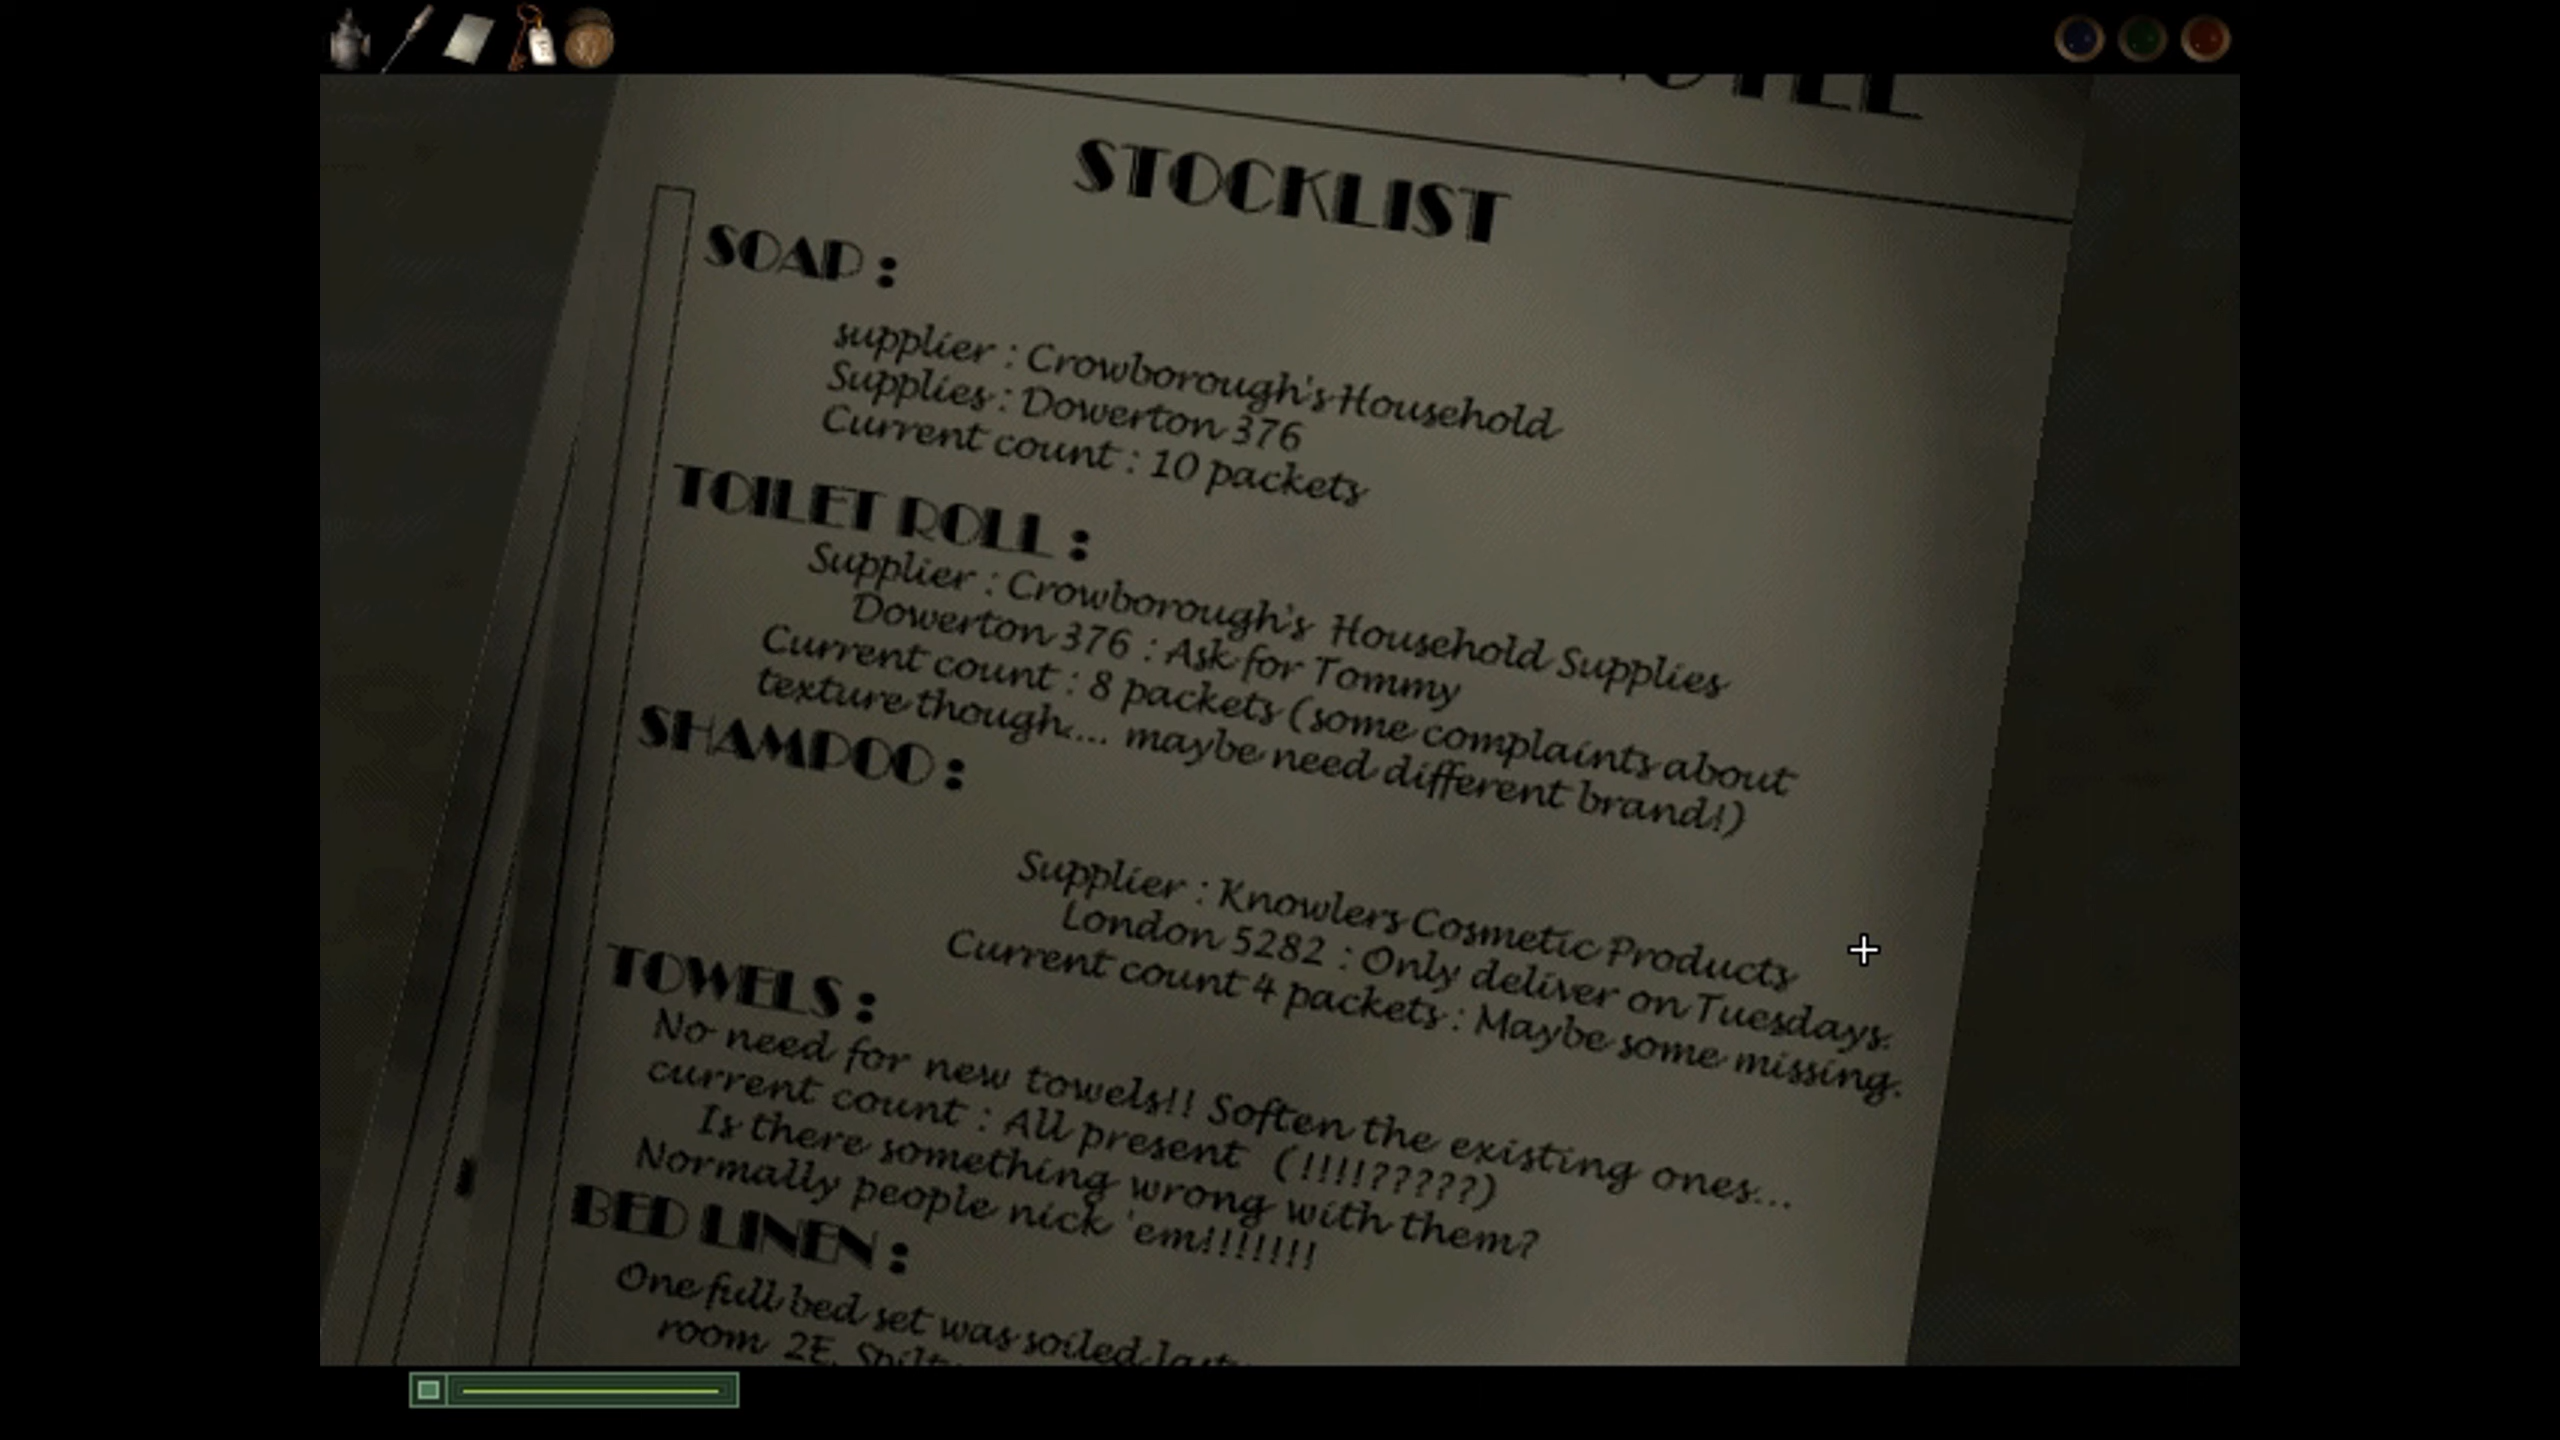 STOCKLIST
SOAP :
supplier : Crowborough's Household
Supplies : Dowerton 376
Current count : 10 packets
TOILET ROLL :
Supplier : Crowborough's Household Supplies
Dowerton 376 : Ask for Tommy
Current count : 8 packets (some complaints about
texture though... maybe need different brand!)
SHAMPOO :
Supplier : Knowlers Cosmetic Products
London 5282 : Only deliver on Tuesdays.
Current count 4 packets : Maybe some missing.
TOWELS :
No need for new towels!! Soften the existing ones...
current count : All present (!!!!?????)
Is there something wrong with them?
Normally people nick 'em!!!!!!!
BED LINEN :
One full bed set was soiled last
room 2E. Spilt